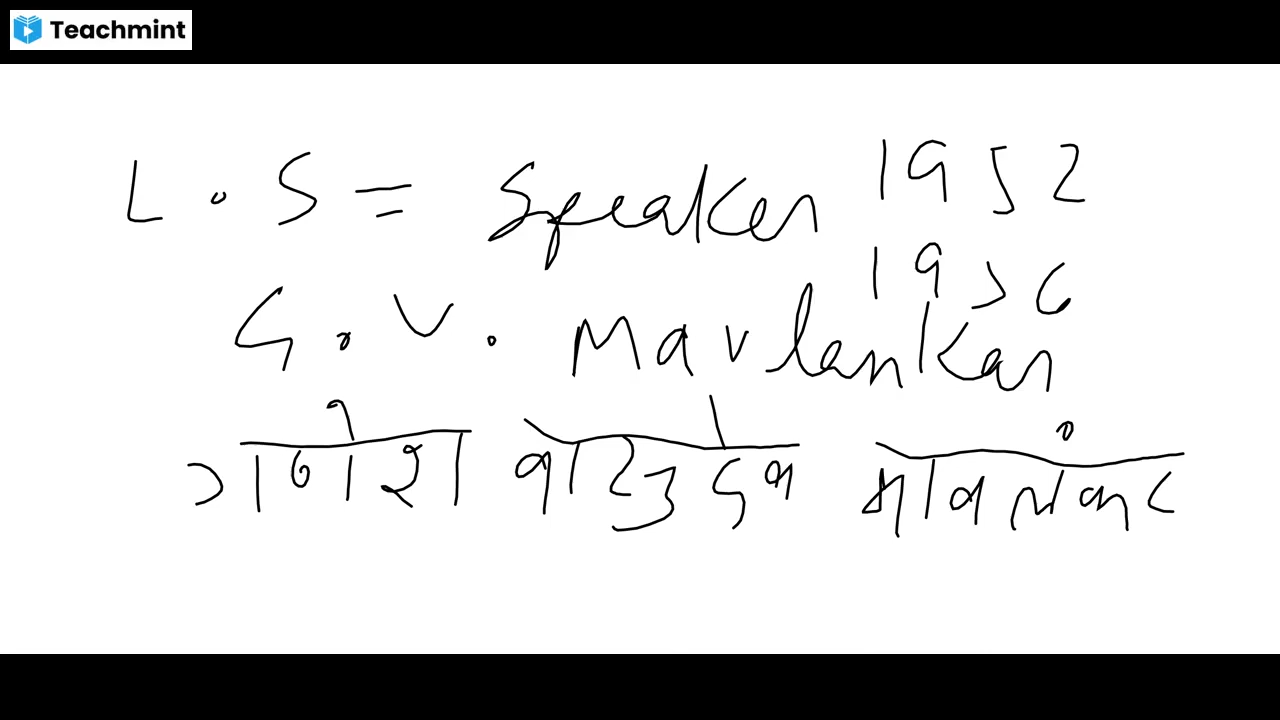 Teachmint
L.S = Speaker 1952
1956
G.V. Mavlankar
गणेश वासुदेव मावलंकर